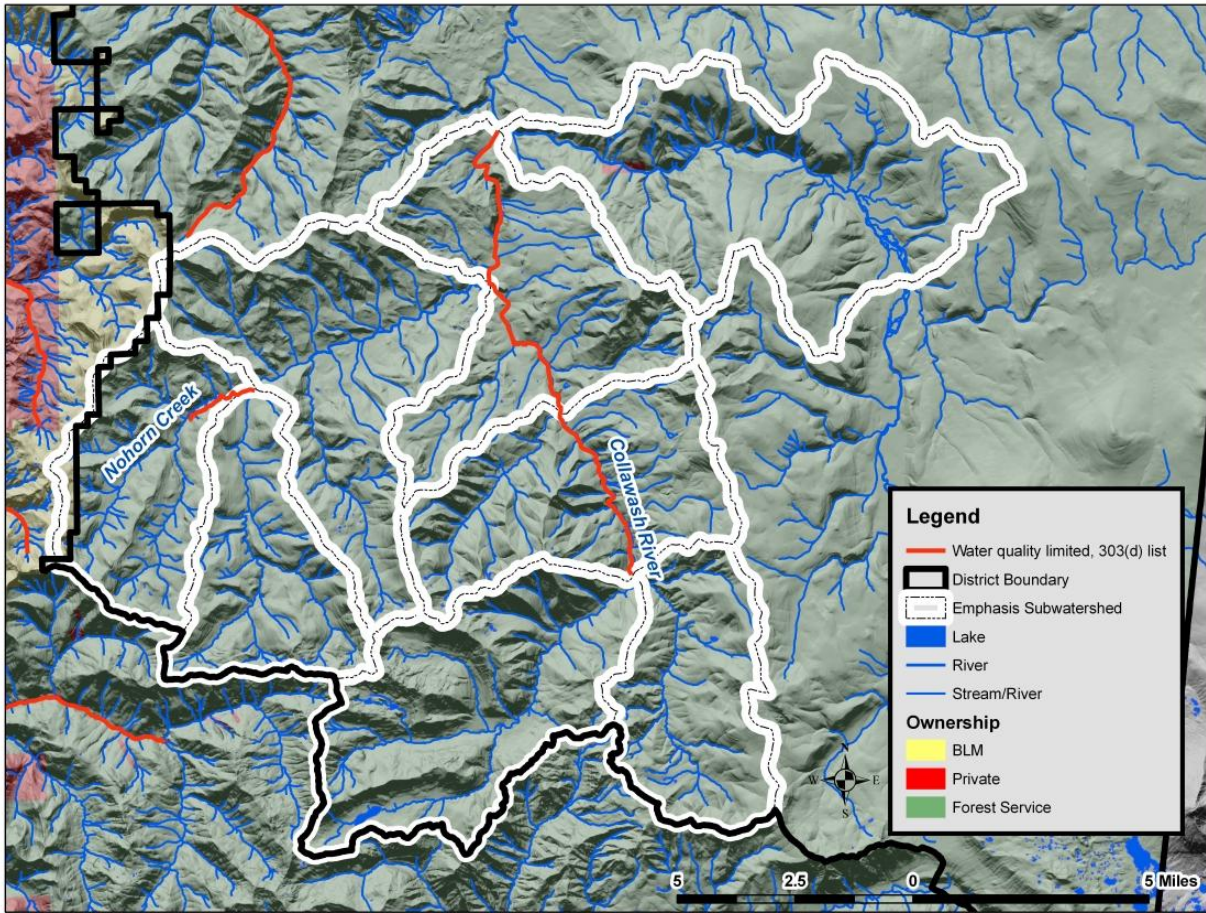 Nohorn Creek
Collawash River
Legend
Water quality limited, 303(d) list
District Boundary
Emphasis Subwatershed
Lake
River
Stream/River
Ownership
BLM
Private
Forest Service
N
W E
S
5 2.5 0 5 Miles